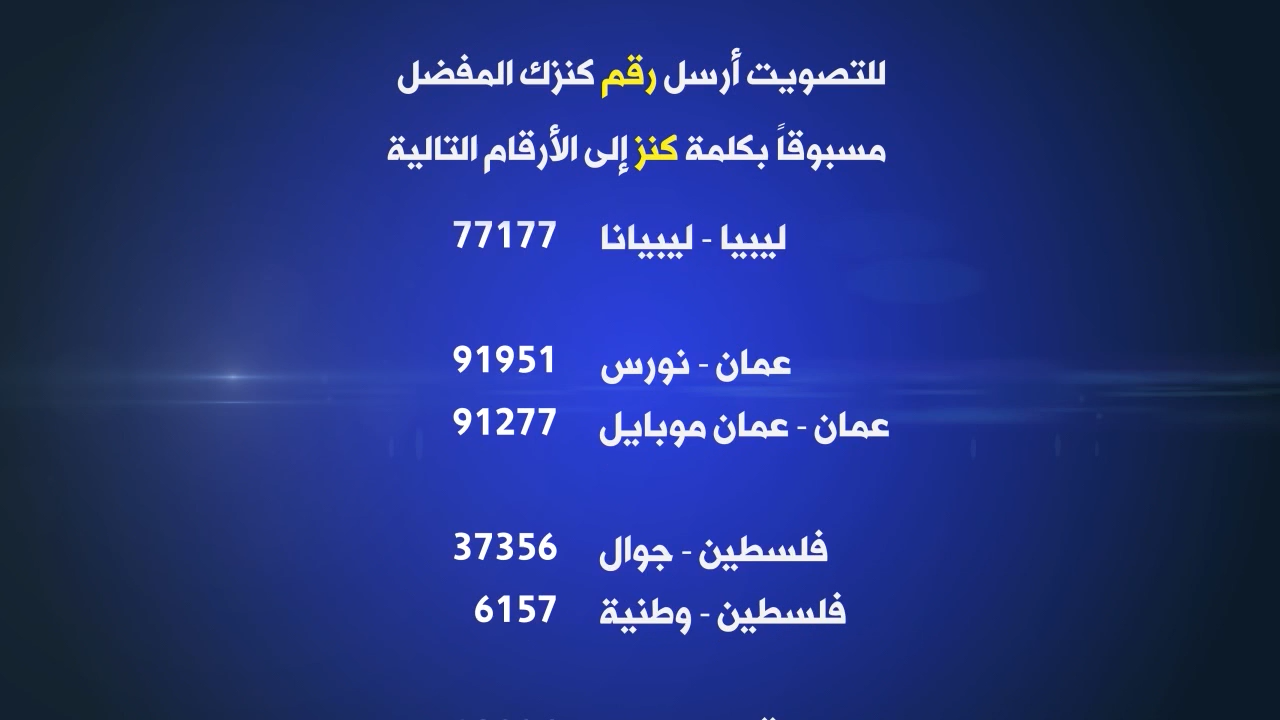 للتصويت أرسل رقم كنزك المفضل
مسبوقاً بكلمة كنز إلى الأرقام التالية
ليبيا - ليبيانا 77177
عمان - نورس 91951
عمان - عمان موبايل 91277
فلسطين - جوال 37356
فلسطين - وطنية 6157